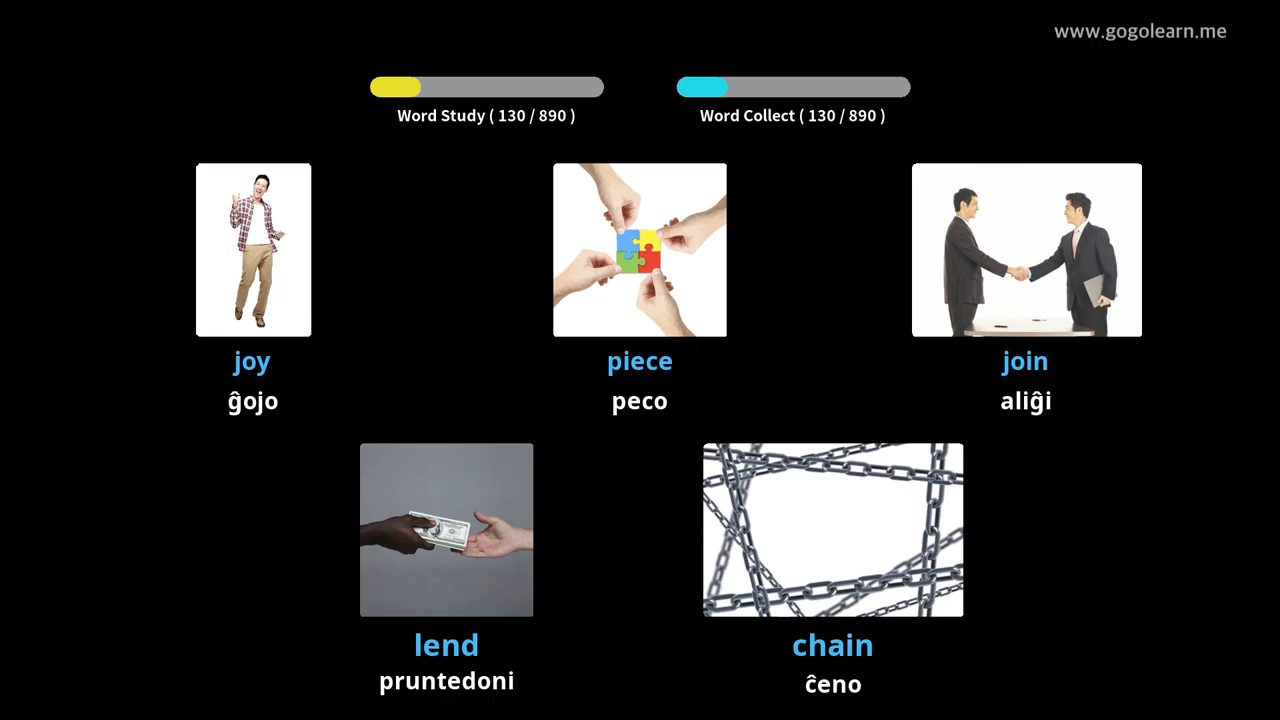 www.gogolearn.me
Word Study ( 130 / 890 )
Word Collect ( 130 / 890 )
joy
ĝojo
piece
peco
join
aliĝi
lend
pruntedoni
chain
ĉeno